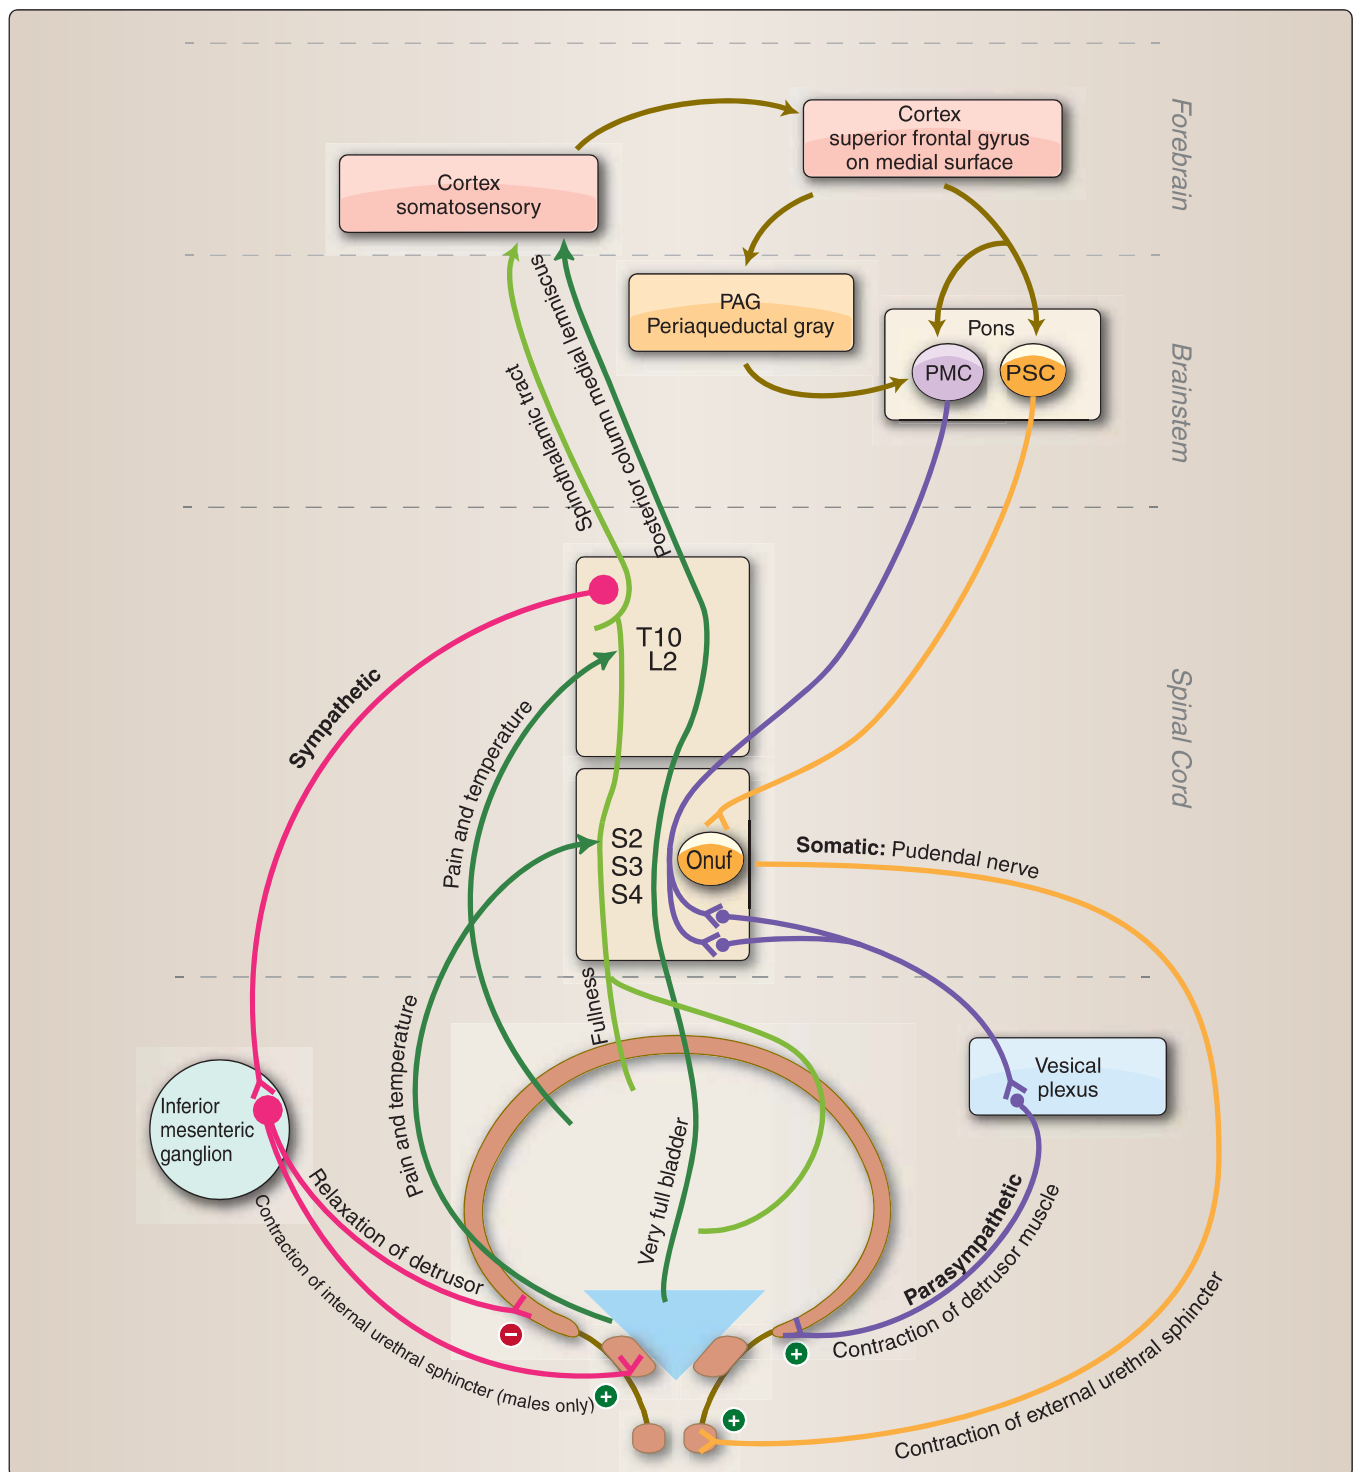 Cortex
superior frontal gyrus
on medial surface
Forebrain
Cortex
somatosensory
PAG
Periaqueductal gray
Pons
PMC
PSC
Brainstem
Spinothalamic tract
Posterior column medial lemniscus
T10
L2
Sympathetic
Spinal Cord
Pain and temperature
S2
S3
S4
Onuf
Somatic: Pudendal nerve
Fullness
Pain and temperature
Vesical
plexus
Inferior
mesenteric
ganglion
Relaxation of detrusor
Contraction of internal urethral sphincter (males only)
Very full bladder
Parasympathetic
Contraction of detrusor muscle
Contraction of external urethral sphincter
−
+
+
+